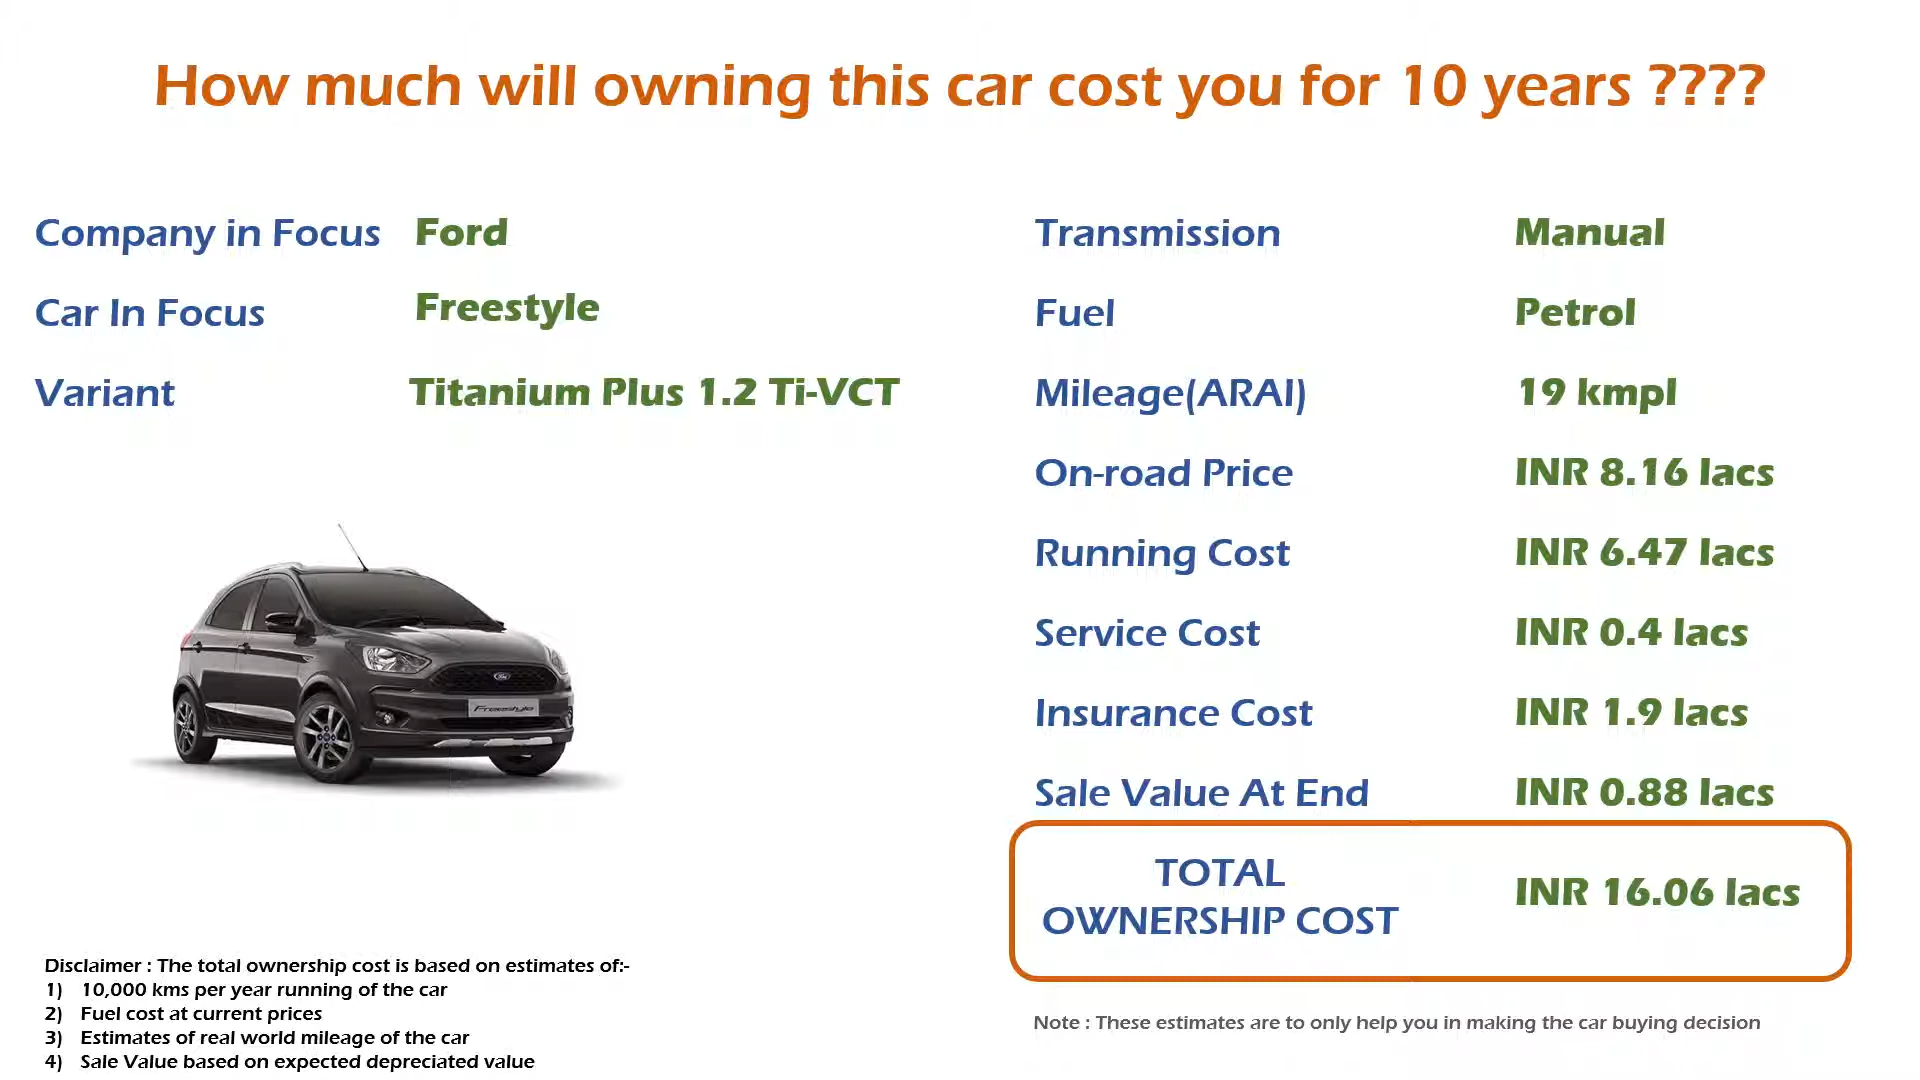 How much will owning this car cost you for 10 years ????
Company in Focus Ford
Car In Focus Freestyle
Variant Titanium Plus 1.2 Ti-VCT
Transmission Manual
Fuel Petrol
Mileage(ARAI) 19 kmpl
On-road Price INR 8.16 lacs
Running Cost INR 6.47 lacs
Service Cost INR 0.4 lacs
Insurance Cost INR 1.9 lacs
Sale Value At End INR 0.88 lacs
TOTAL
OWNERSHIP COST INR 16.06 lacs
Ford
Freestyle
Disclaimer : The total ownership cost is based on estimates of:-
1) 10,000 kms per year running of the car
2) Fuel cost at current prices
3) Estimates of real world mileage of the car
4) Sale Value based on expected depreciated value
Note : These estimates are to only help you in making the car buying decision